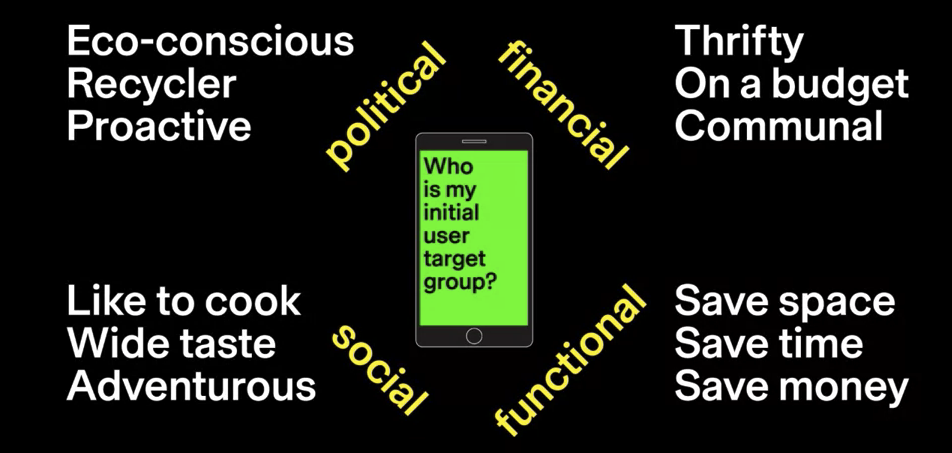 Eco-conscious
Recycler
Proactive
political
financial
Thrifty
On a budget
Communal
Who
is my
initial
user
target
group?
Like to cook
Wide taste
Adventurous
social
functional
Save space
Save time
Save money